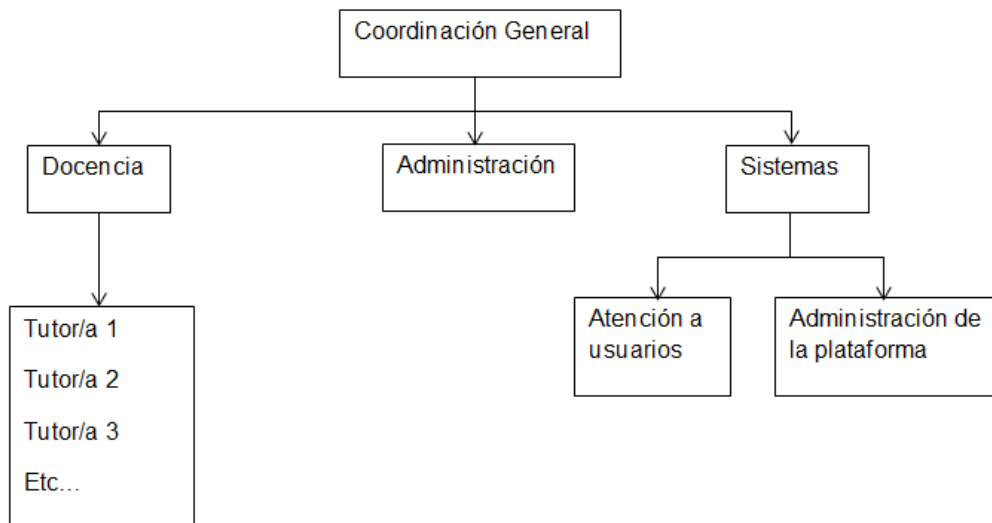 Coordinación General
Docencia
Administración
Sistemas
Tutor/a 1
Tutor/a 2
Tutor/a 3
Etc...
Atención a
usuarios
Administración de
la plataforma